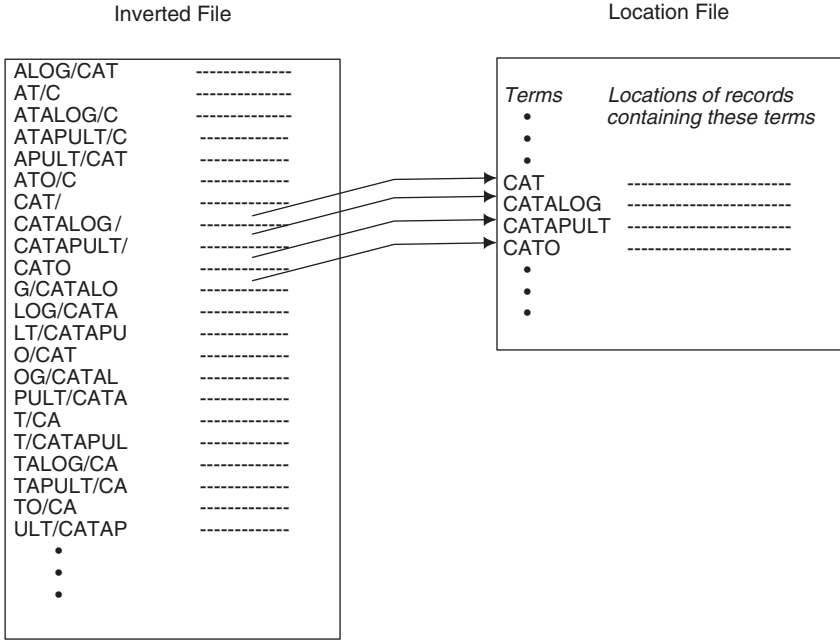 Inverted File
ALOG/CAT --------------
AT/C --------------
ATALOG/C -------------
ATAPULT/C -------------
APULT/CAT -------------
ATO/C -------------
CAT/ -------------
CATALOG/ -------------
CATAPULT/ -------------
CATO -------------
G/CATALO -------------
LOG/CATA -------------
LT/CATAPU -------------
O/CAT -------------
OG/CATAL -------------
PULT/CATA -------------
T/CA -------------
T/CATAPUL -------------
TALOG/CA -------------
TAPULT/CA -------------
TO/CA -------------
ULT/CATAP -------------
•
•
•
Location File
Terms Locations of records
containing these terms
•
•
•
CAT ------------------------
CATALOG ------------------------
CATAPULT ------------------------
CATO ------------------------
•
•
•